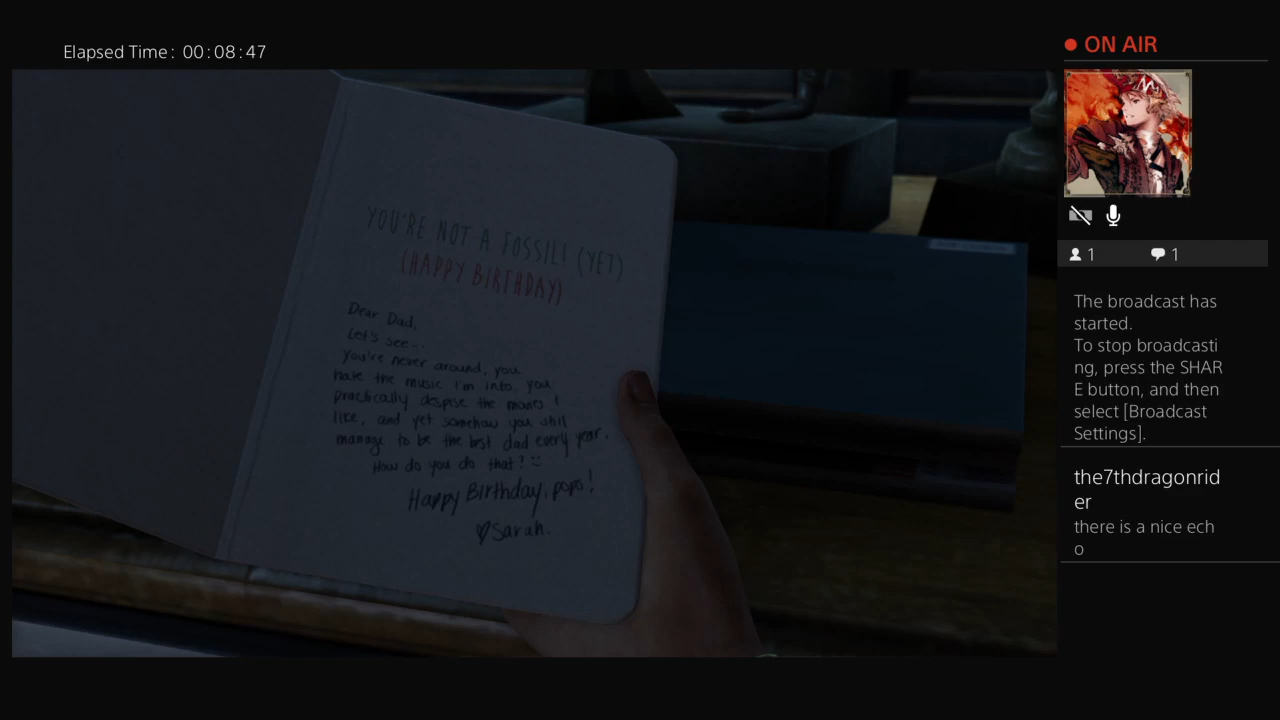 Elapsed Time: 00:08:47
ON AIR
YOU'RE NOT A FOSSIL! (YET)
(HAPPY BIRTHDAY)
Dear Dad,
Let's see...
You're never around, you
hate the music I'm into, you
practically despise the movies I
like, and yet somehow you still
manage to be the best dad every year.
How do you do that? :)
Happy Birthday, pops!
♥Sarah.
1
1
The broadcast has
started.
To stop broadcasti
ng, press the SHAR
E button, and then
select [Broadcast
Settings].
the7thdragonrid
er
there is a nice ech
o